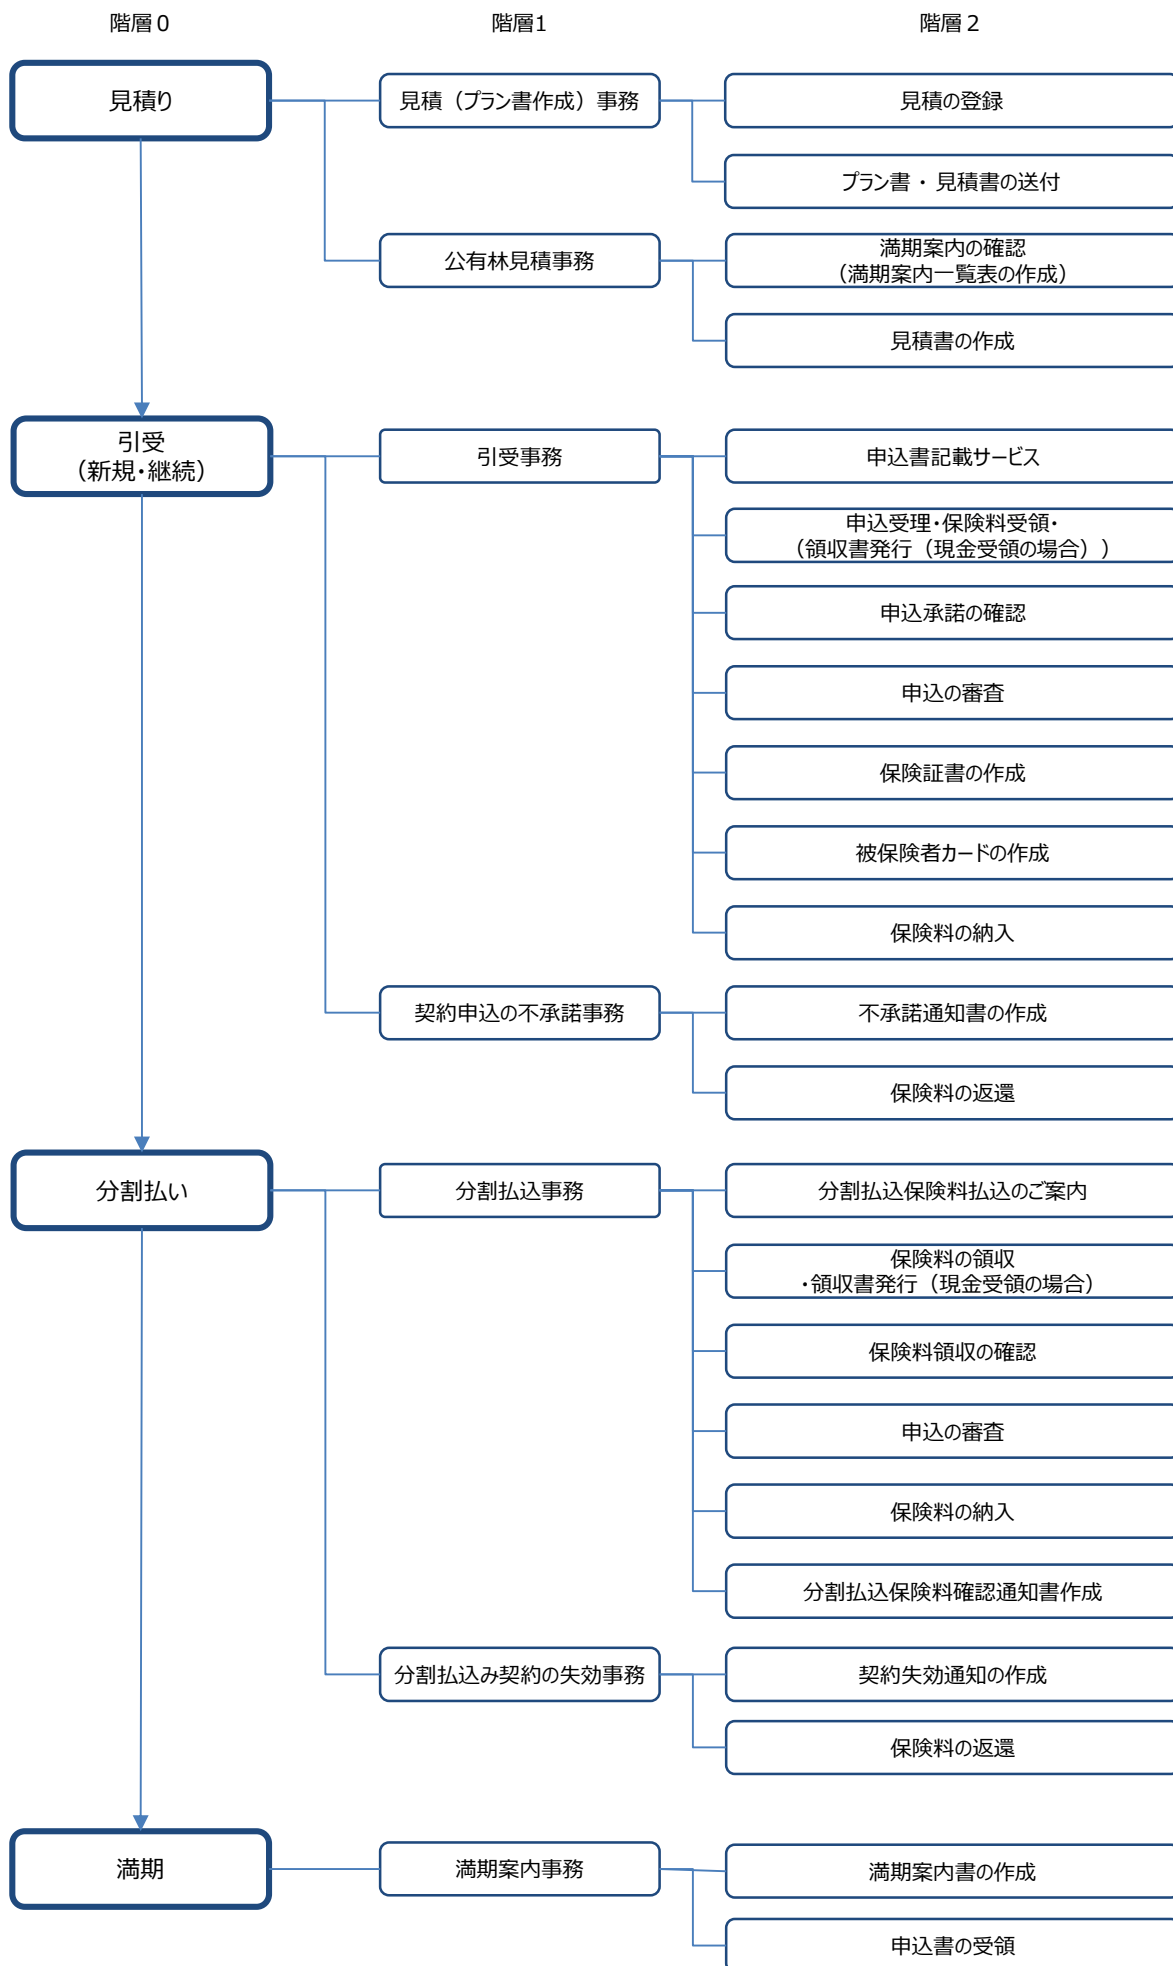 階層０
階層1
階層２
見積り
見積（プラン書作成）事務
見積の登録
プラン書・見積書の送付
公有林見積事務
満期案内の確認
（満期案内一覧表の作成）
見積書の作成
引受
（新規・継続）
引受事務
申込書記載サービス
申込受理・保険料受領・
（領収書発行（現金受領の場合））
申込承諾の確認
申込の審査
保険証書の作成
被保険者カードの作成
保険料の納入
契約申込の不承諾事務
不承諾通知書の作成
保険料の返還
分割払い
分割払込事務
分割払込保険料払込のご案内
保険料の領収
・領収書発行（現金受領の場合）
保険料領収の確認
申込の審査
保険料の納入
分割払込保険料確認通知書作成
分割払込み契約の失効事務
契約失効通知の作成
保険料の返還
満期
満期案内事務
満期案内書の作成
申込書の受領